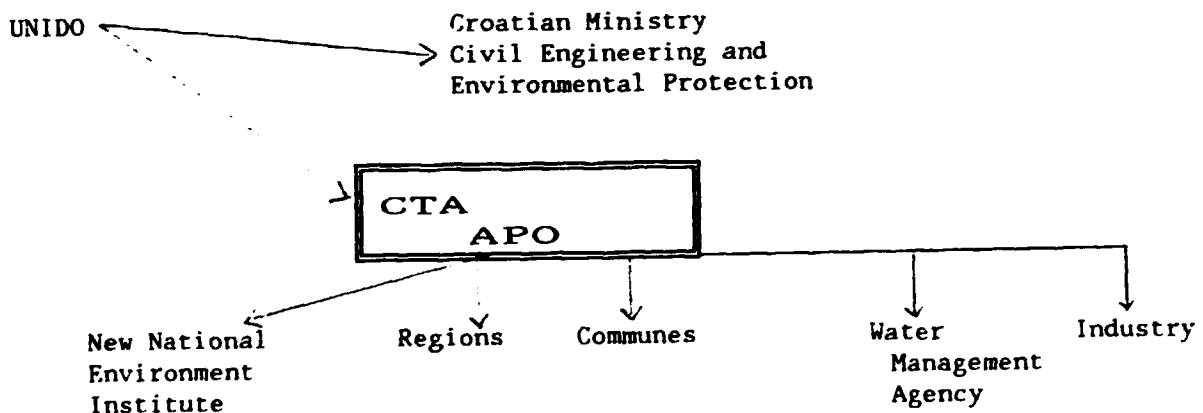 UNIDO
Croatian Ministry
Civil Engineering and
Environmental Protection
CTA
APO
New National
Environment
Institute
Regions
Communes
Water
Management
Agency
Industry